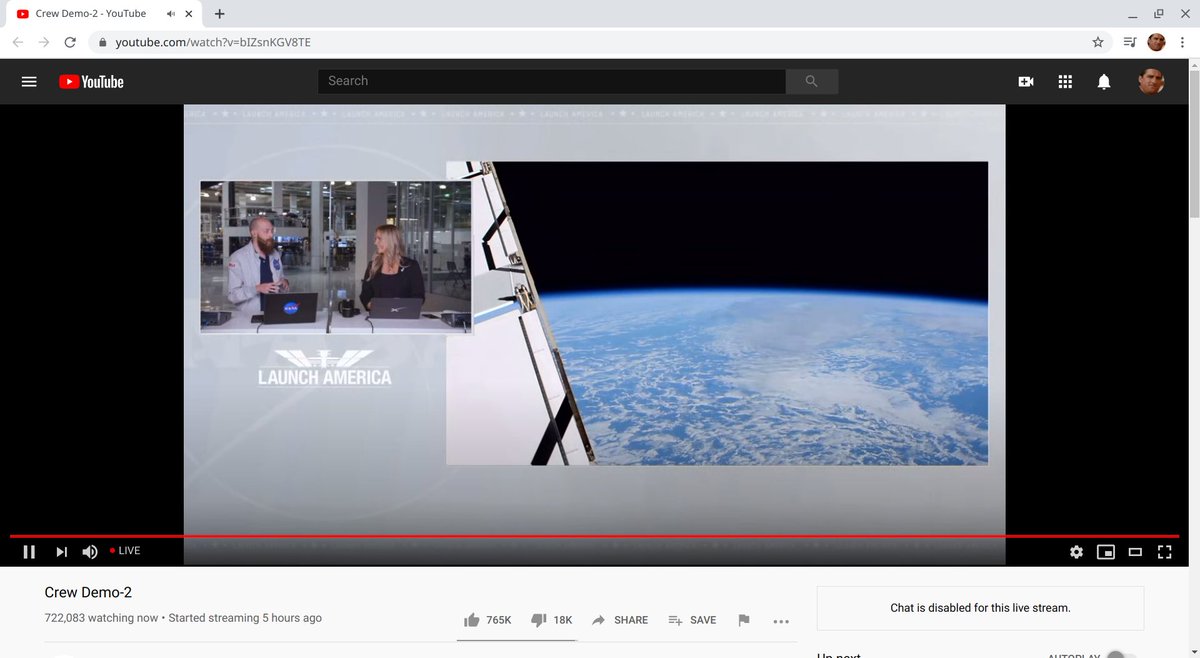 Crew Demo-2 - YouTube
youtube.com/watch?v=bIZsnKGV8TE
YouTube
Search
LAUNCH AMERICA LAUNCH AMERICA LAUNCH AMERICA LAUNCH AMERICA LAUNCH AMERICA LAUNCH AMERICA
NASA
LAUNCH AMERICA
LIVE
Crew Demo-2
722,083 watching now • Started streaming 5 hours ago
765K 18K SHARE SAVE
Chat is disabled for this live stream.
Up next AUTOPLAY